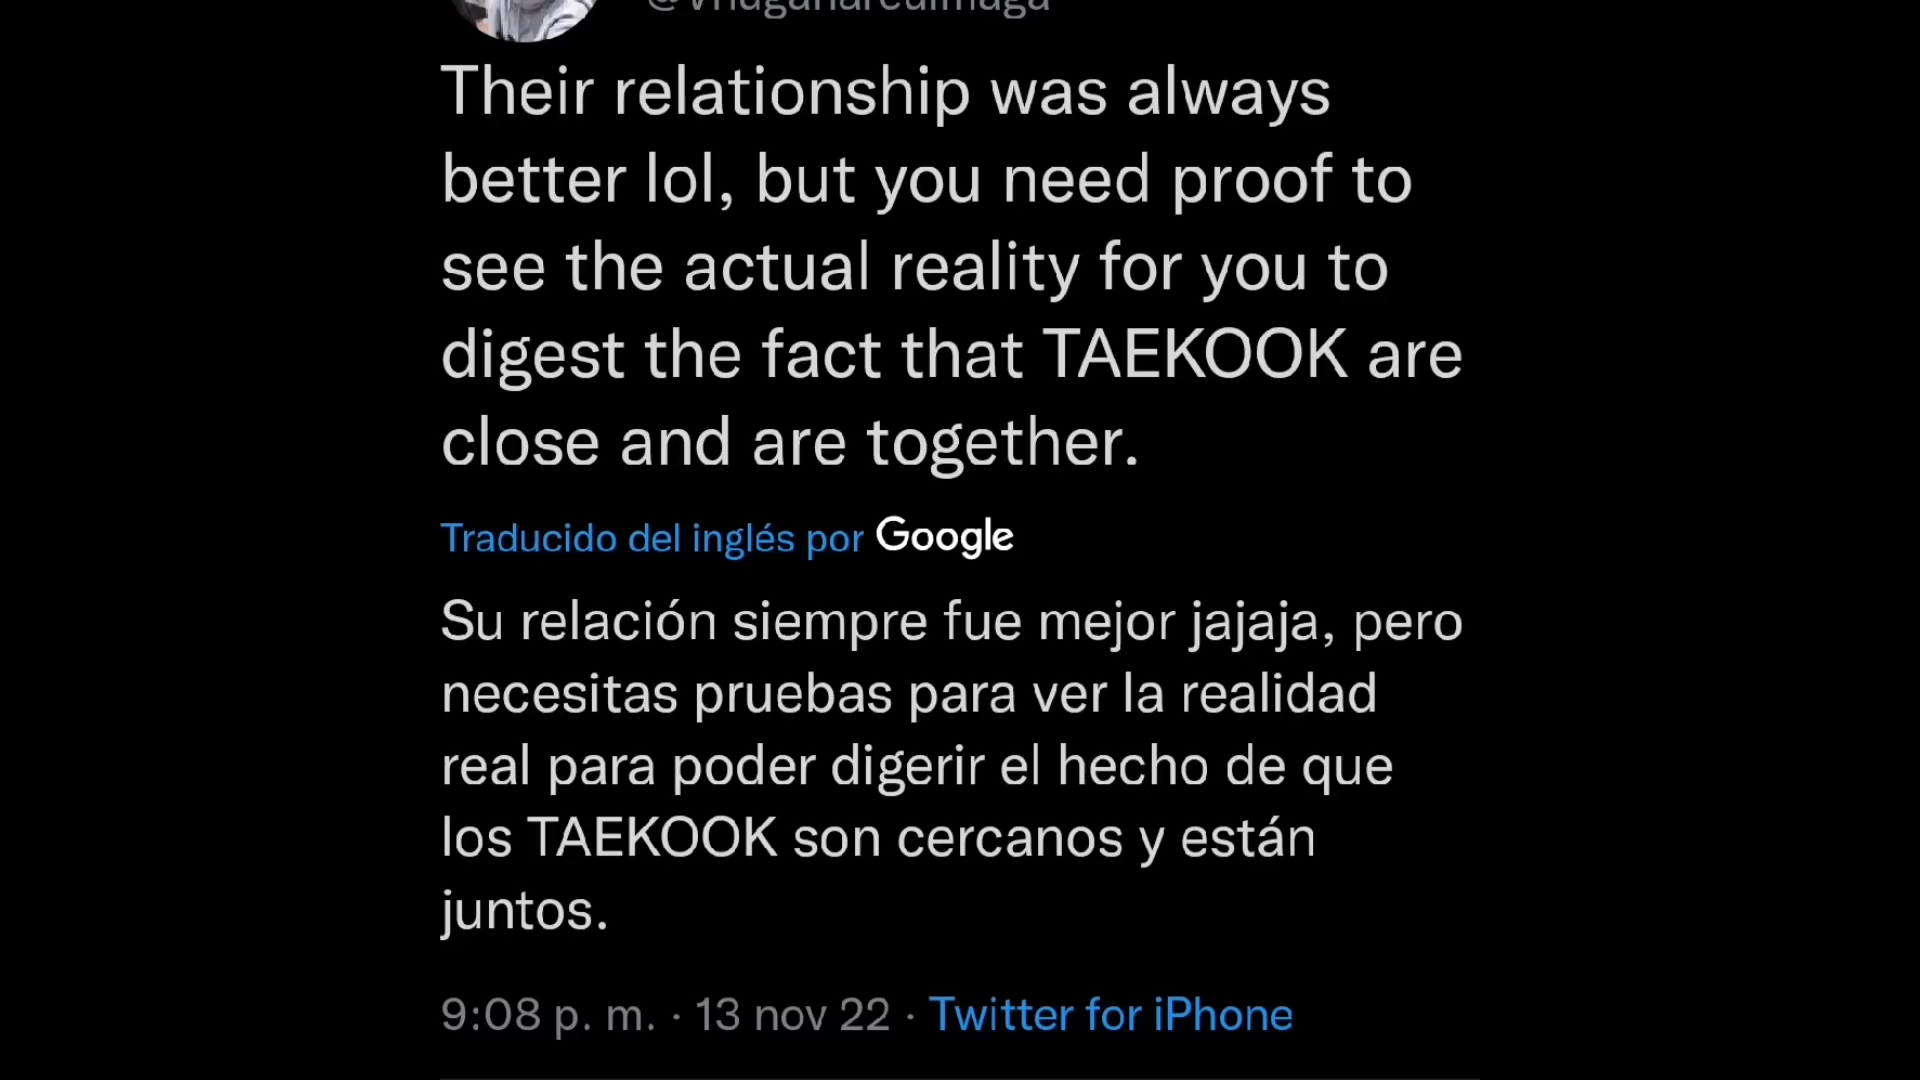 Their relationship was always
better lol, but you need proof to
see the actual reality for you to
digest the fact that TAEKOOK are
close and are together.
Traducido del inglés por Google
Su relación siempre fue mejor jajaja, pero
necesitas pruebas para ver la realidad
real para poder digerir el hecho de que
los TAEKOOK son cercanos y están
juntos.
9:08 p. m. · 13 nov 22 · Twitter for iPhone